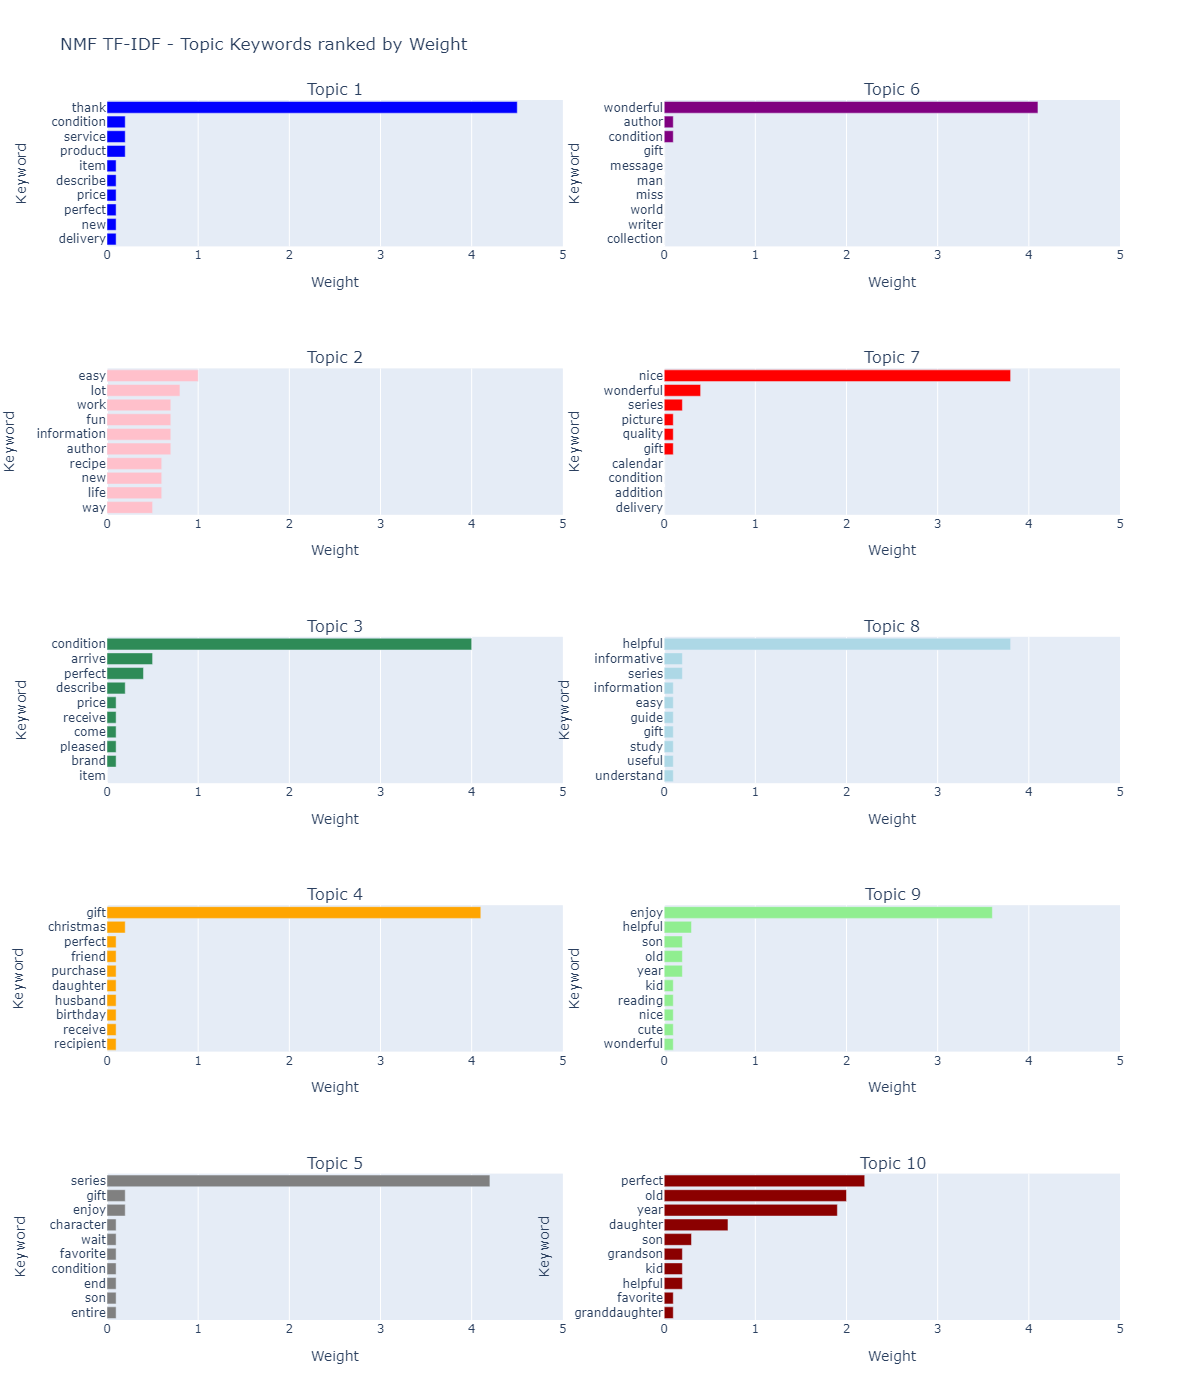 NMF TF-IDF - Topic Keywords ranked by Weight
Topic 1
Keyword
thank
condition
service
product
item
describe
price
perfect
new
delivery
0 1 2 3 4 5
Weight
Topic 6
Keyword
wonderful
author
condition
gift
message
man
miss
world
writer
collection
0 1 2 3 4 5
Weight
Topic 2
Keyword
easy
lot
work
fun
information
author
recipe
new
life
way
0 1 2 3 4 5
Weight
Topic 7
Keyword
nice
wonderful
series
picture
quality
gift
calendar
condition
addition
delivery
0 1 2 3 4 5
Weight
Topic 3
Keyword
condition
arrive
perfect
describe
price
receive
come
pleased
brand
item
0 1 2 3 4 5
Weight
Topic 8
Keyword
helpful
informative
series
information
easy
guide
gift
study
useful
understand
0 1 2 3 4 5
Weight
Topic 4
Keyword
gift
christmas
perfect
friend
purchase
daughter
husband
birthday
receive
recipient
0 1 2 3 4 5
Weight
Topic 9
Keyword
enjoy
helpful
son
old
year
kid
reading
nice
cute
wonderful
0 1 2 3 4 5
Weight
Topic 5
Keyword
series
gift
enjoy
character
wait
favorite
condition
end
son
entire
0 1 2 3 4 5
Weight
Topic 10
Keyword
perfect
old
year
daughter
son
grandson
kid
helpful
favorite
granddaughter
0 1 2 3 4 5
Weight